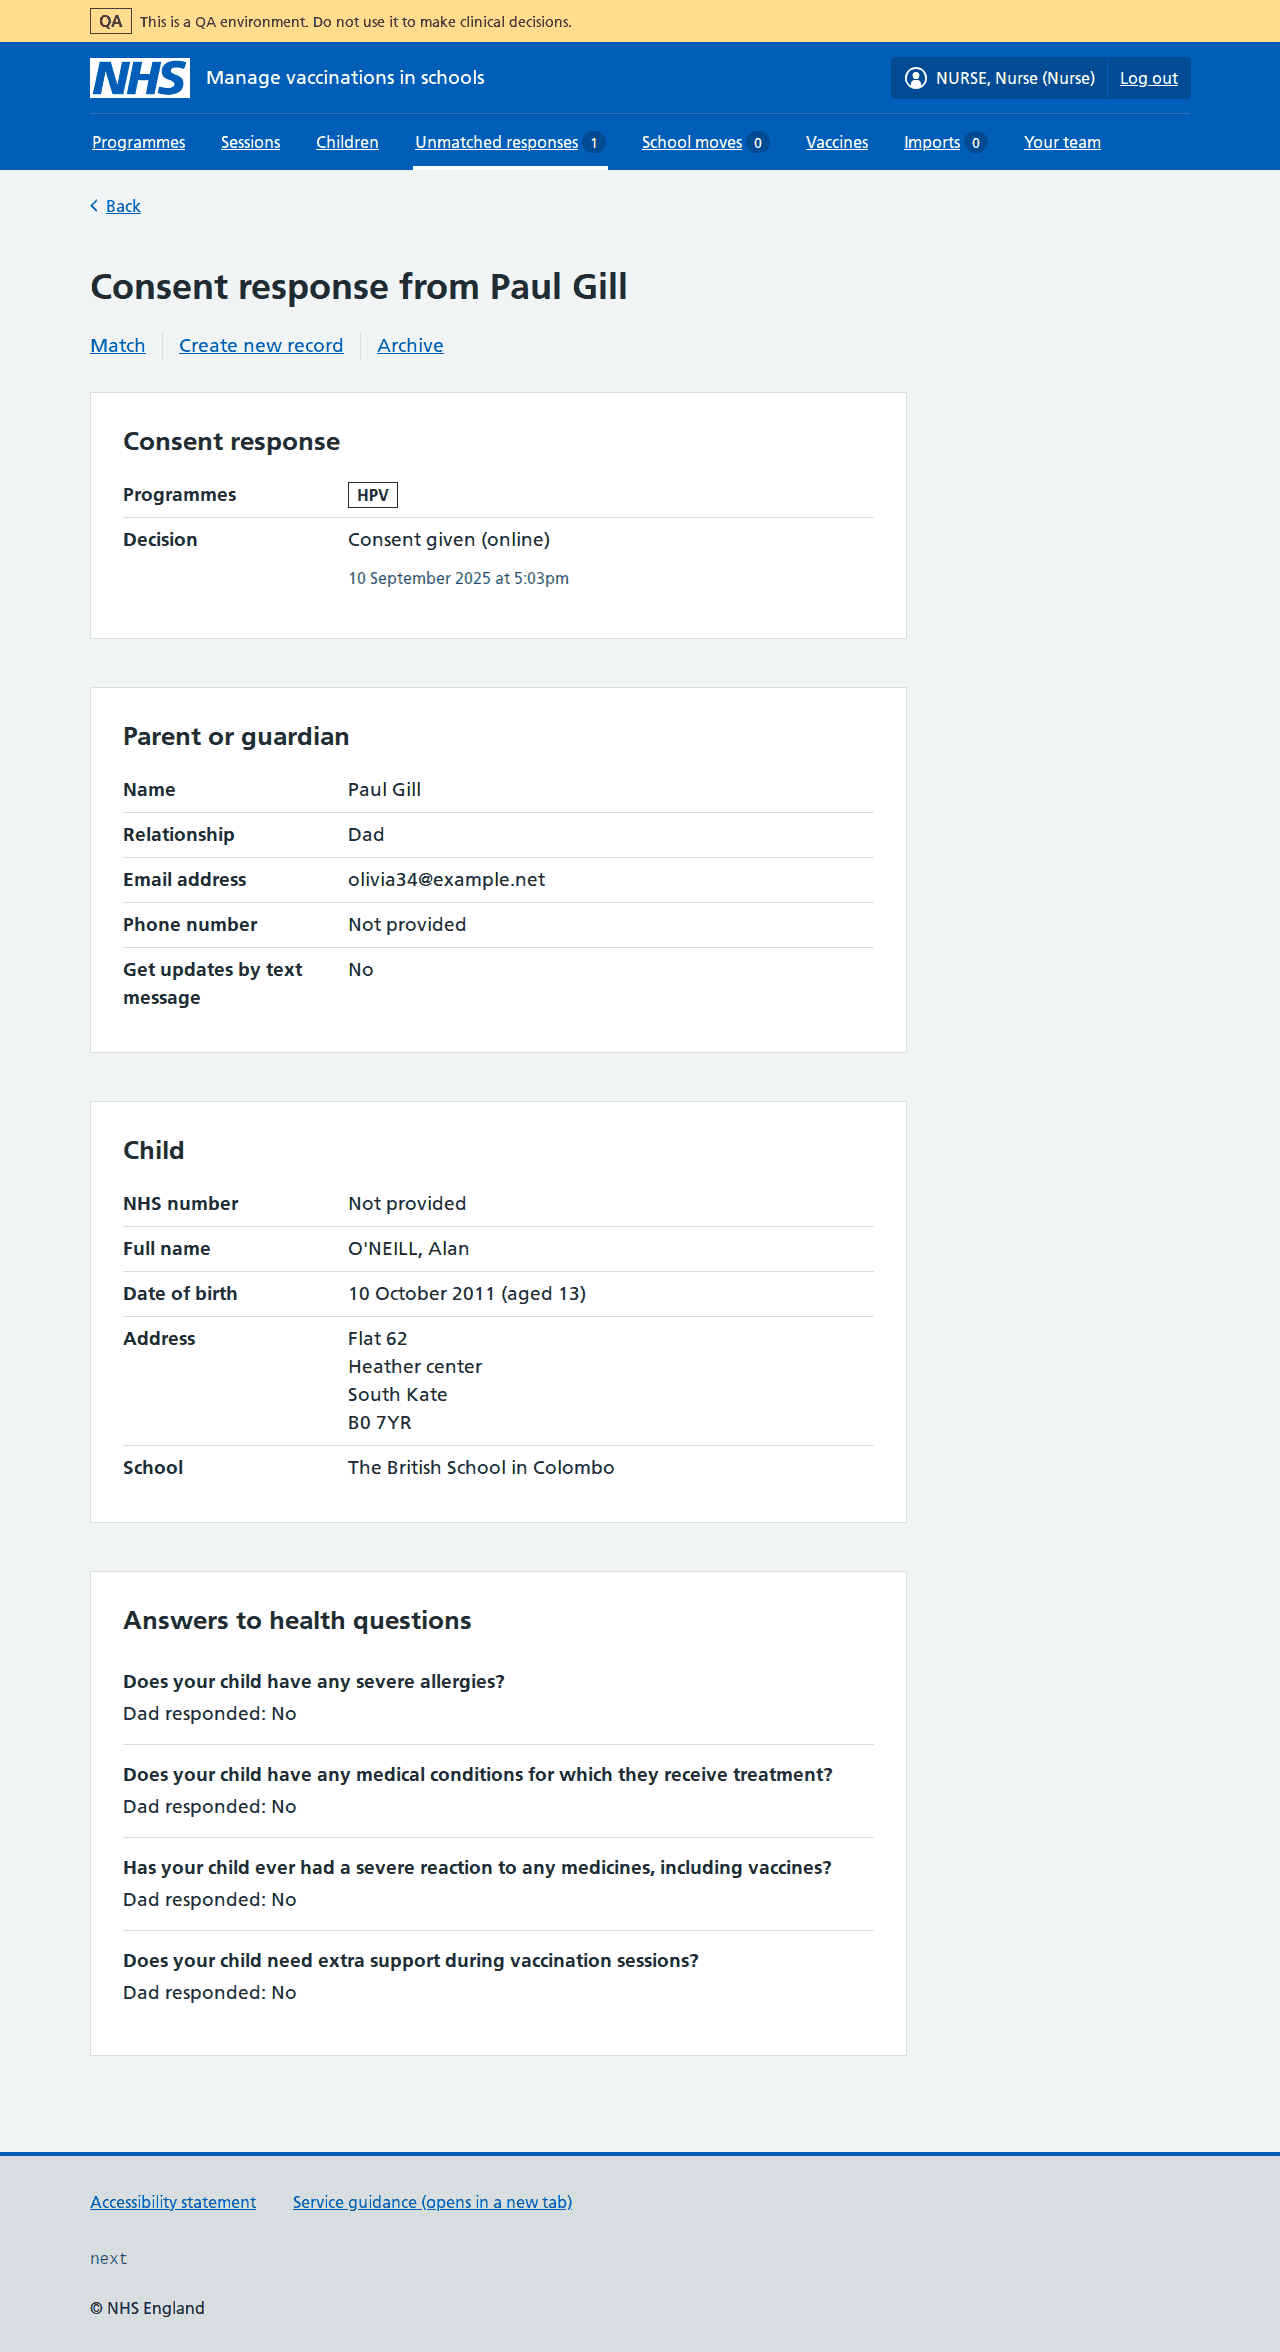 QA This is a QA environment. Do not use it to make clinical decisions.
NHS Manage vaccinations in schools NURSE, Nurse (Nurse) Log out
Programmes Sessions Children Unmatched responses 1 School moves 0 Vaccines Imports 0 Your team
Back
Consent response from Paul Gill
Match Create new record Archive
Consent response
Programmes HPV
Decision Consent given (online)
10 September 2025 at 5:03pm
Parent or guardian
Name Paul Gill
Relationship Dad
Email address olivia34@example.net
Phone number Not provided
Get updates by text No
message
Child
NHS number Not provided
Full name O'NEILL, Alan
Date of birth 10 October 2011 (aged 13)
Address Flat 62
Heather center
South Kate
B0 7YR
School The British School in Colombo
Answers to health questions
Does your child have any severe allergies?
Dad responded: No
Does your child have any medical conditions for which they receive treatment?
Dad responded: No
Has your child ever had a severe reaction to any medicines, including vaccines?
Dad responded: No
Does your child need extra support during vaccination sessions?
Dad responded: No
Accessibility statement Service guidance (opens in a new tab)
next
© NHS England